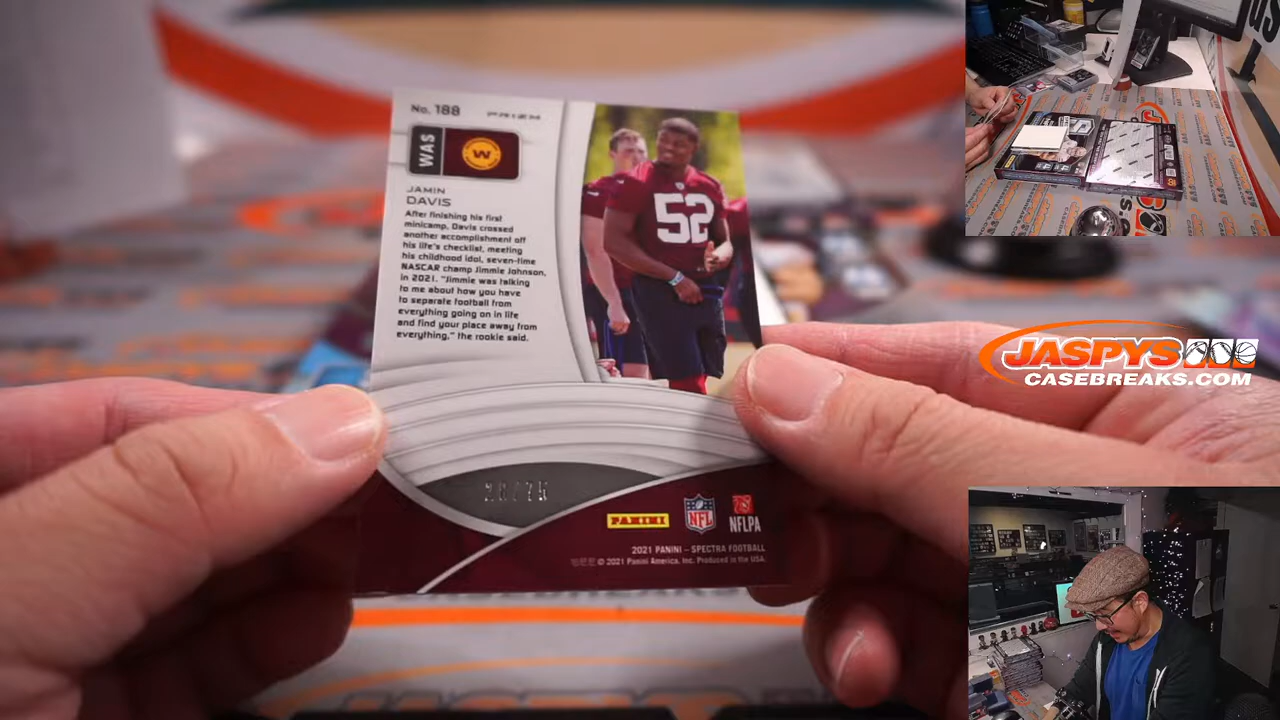 No. 188
WAS
W
JAMIN
DAVIS
After finishing his first
minicamp, Davis crossed
another accomplishment off
his life's checklist, meeting
his childhood idol, seven-time
NASCAR champ Jimmie Johnson,
in 2021. "Jimmie was talking
to me about how you have
to separate football from
everything going on in life
and find your place away from
everything," the rookie said.
52
PANINI
NFL
NFLPA
2021 PANINI – SPECTRA FOOTBALL
© 2021 Panini America, Inc. Produced in the USA.
JASPYS
CASEBREAKS.COM